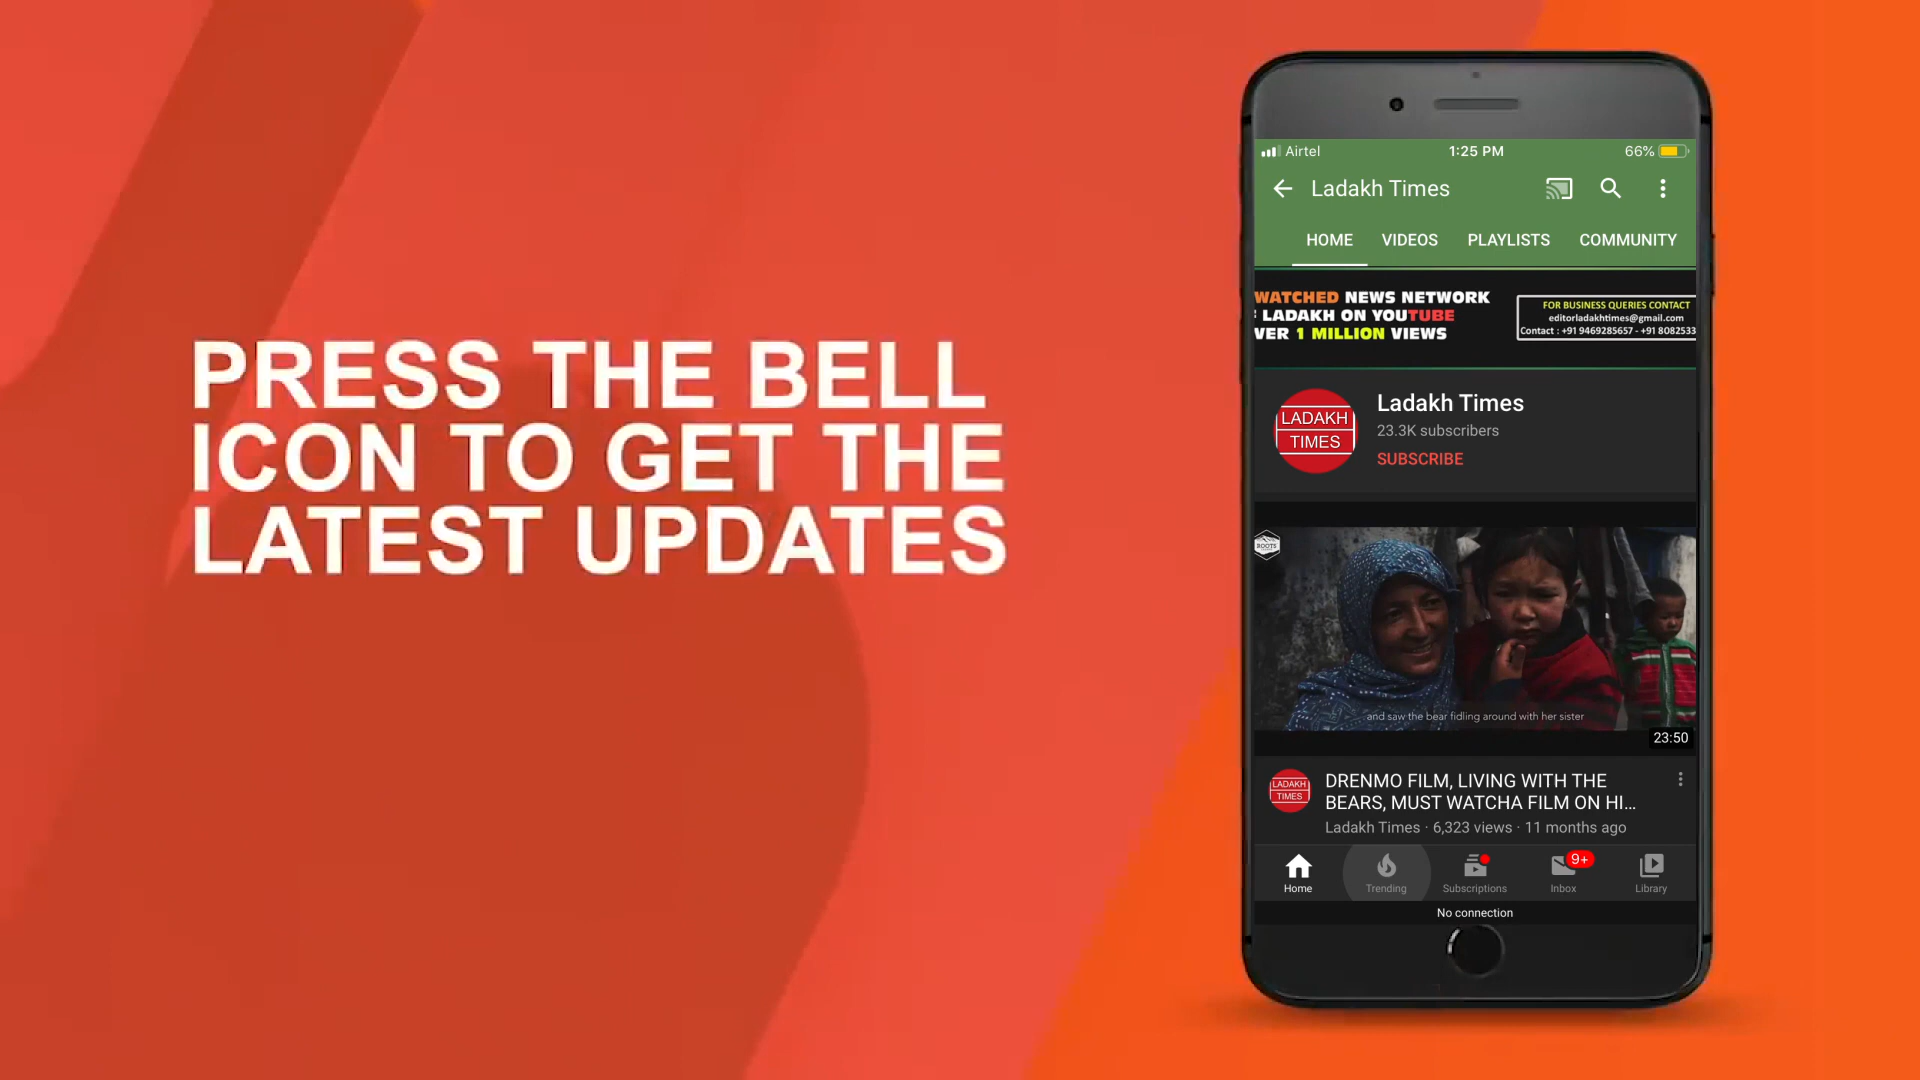 PRESS THE BELL
ICON TO GET THE
LATEST UPDATES
Airtel
1:25 PM
66%
Ladakh Times
HOME
VIDEOS
PLAYLISTS
COMMUNITY
WATCHED NEWS NETWORK
LADAKH ON YOUTUBE
VER 1 MILLION VIEWS
FOR BUSINESS QUERIES CONTACT
editorladakhtimes@gmail.com
Contact : +91 9469285657 - +91 8082533
LADAKH
TIMES
Ladakh Times
23.3K subscribers
SUBSCRIBE
ROOTS
and saw the bear fidling around with her sister
23:50
LADAKH
TIMES
DRENMO FILM, LIVING WITH THE
BEARS, MUST WATCHA FILM ON HI...
Ladakh Times · 6,323 views · 11 months ago
9+
Home
Trending
Subscriptions
Inbox
Library
No connection